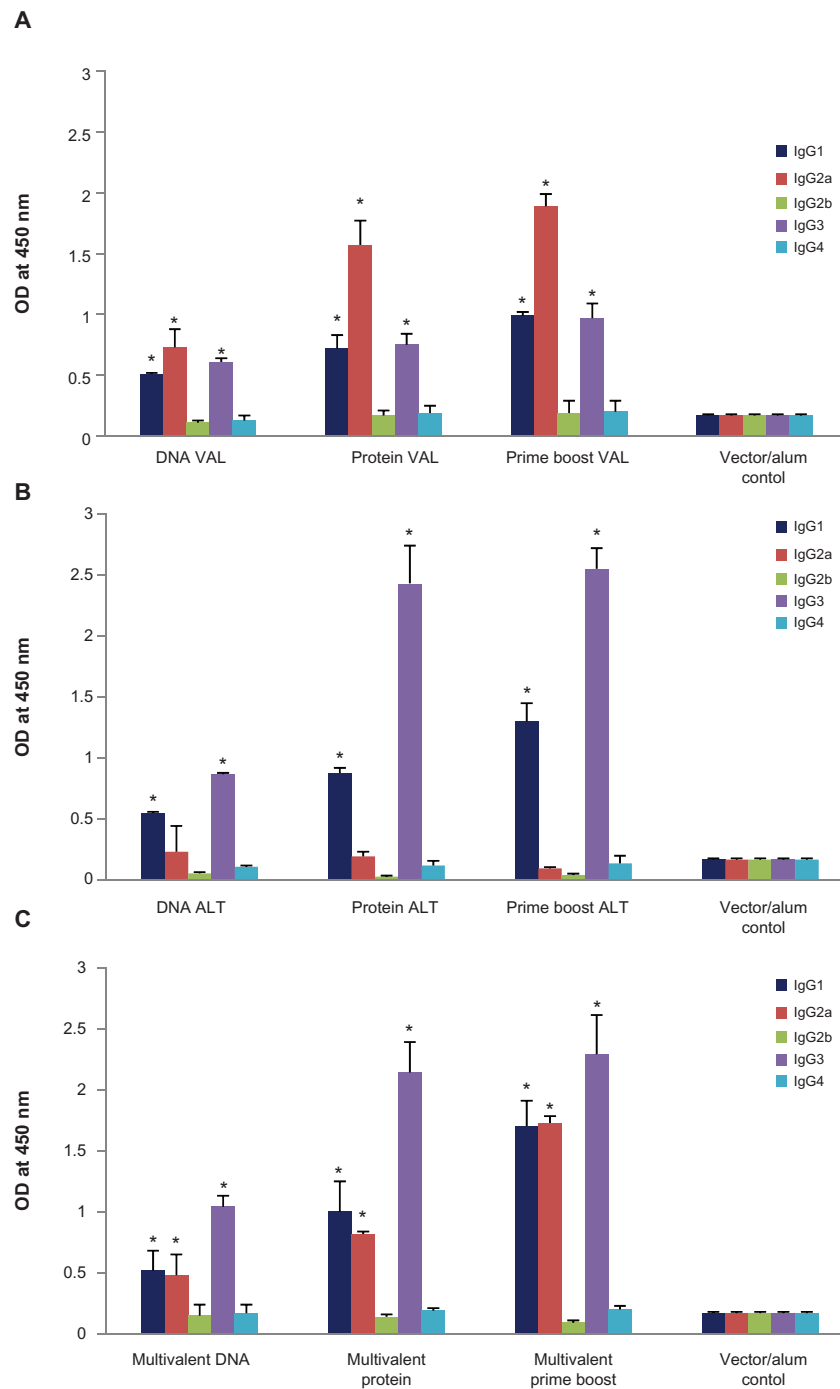 A
OD at 450 nm
3
2.5
2
1.5
1
0.5
0
* * *
* * *
* * *
DNA VAL
Protein VAL
Prime boost VAL
Vector/alum
contol
IgG1
IgG2a
IgG2b
IgG3
IgG4
B
OD at 450 nm
3
2.5
2
1.5
1
0.5
0
* *
* *
* *
DNA ALT
Protein ALT
Prime boost ALT
Vector/alum
contol
IgG1
IgG2a
IgG2b
IgG3
IgG4
C
OD at 450 nm
3
2.5
2
1.5
1
0.5
0
* * *
* * *
* * *
Multivalent DNA
Multivalent
protein
Multivalent
prime boost
Vector/alum
contol
IgG1
IgG2a
IgG2b
IgG3
IgG4